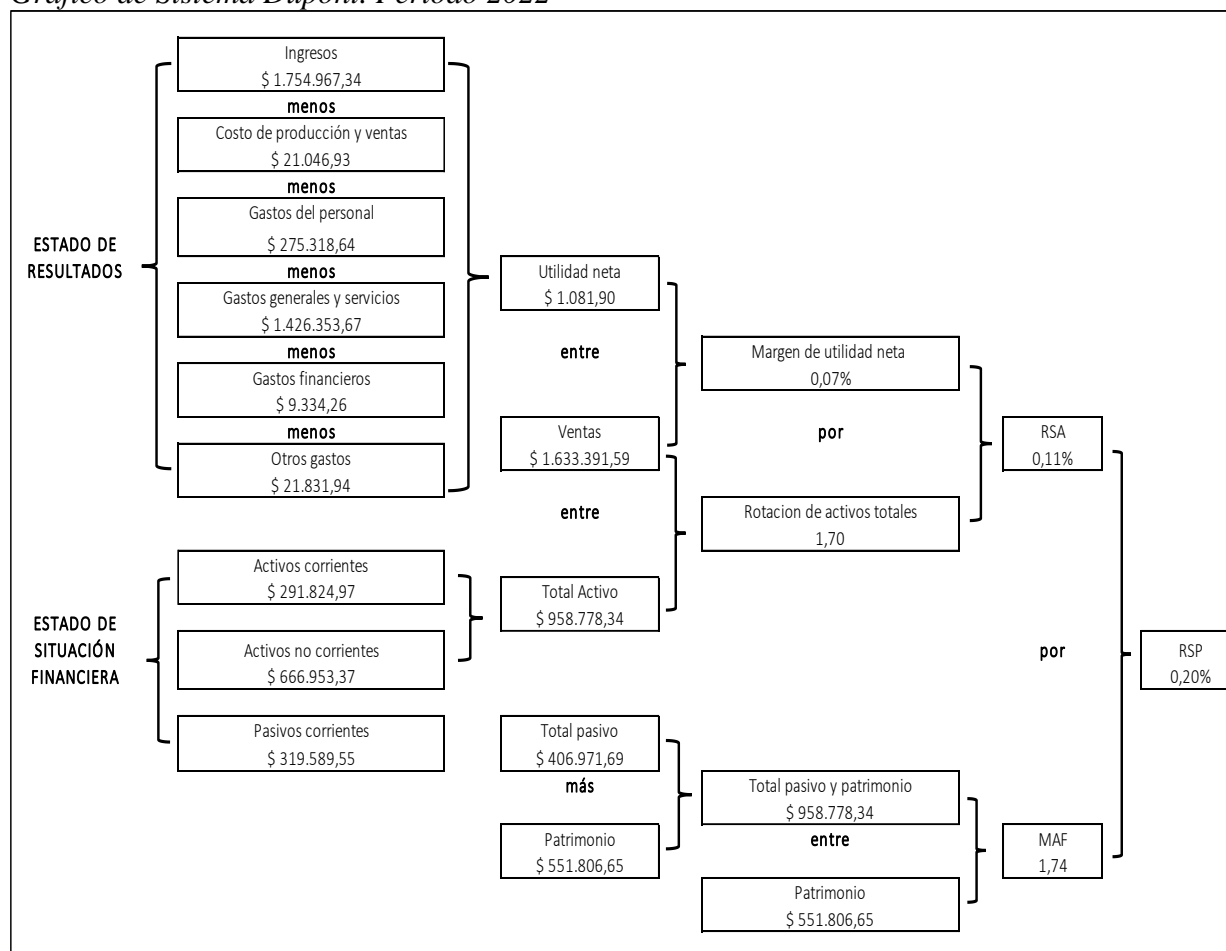 Gráfico de Sistema Dupont. Periodo 2022
Ingresos
$ 1.754.967,34
menos
Costo de producción y ventas
$ 21.046,93
menos
Gastos del personal
$ 275.318,64
menos
Gastos generales y servicios
$ 1.426.353,67
menos
Gastos financieros
$ 9.334,26
menos
Otros gastos
$ 21.831,94
ESTADO DE
RESULTADOS
Utilidad neta
$ 1.081,90
entre
Ventas
$ 1.633.391,59
entre
Total Activo
$ 958.778,34
Margen de utilidad neta
0,07%
por
Rotacion de activos totales
1,70
RSA
0,11%
Activos corrientes
$ 291.824,97
Activos no corrientes
$ 666.953,37
Pasivos corrientes
$ 319.589,55
ESTADO DE
SITUACIÓN
FINANCIERA
Total pasivo
$ 406.971,69
más
Patrimonio
$ 551.806,65
Total pasivo y patrimonio
$ 958.778,34
entre
Patrimonio
$ 551.806,65
MAF
1,74
por
RSP
0,20%